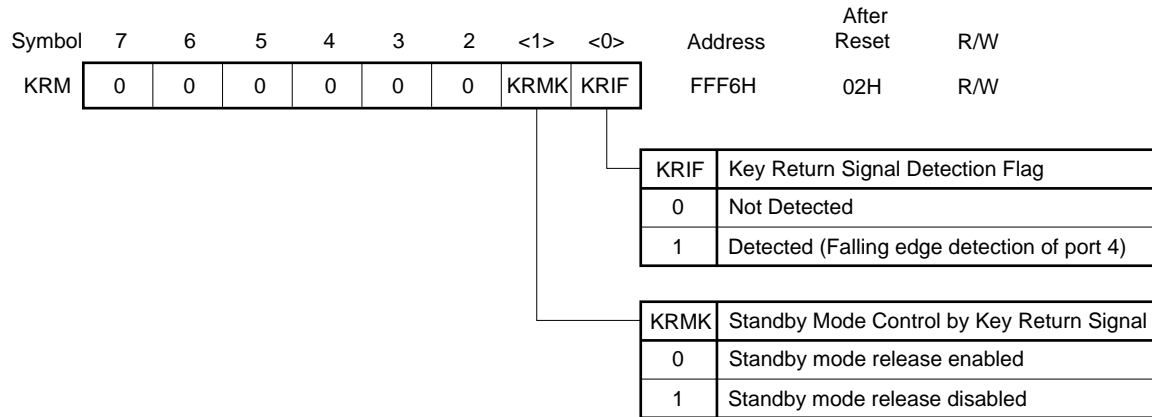 Symbol 7 6 5 4 3 2 <1> <0> Address After Reset R/W
KRM 0 0 0 0 0 0 KRMK KRIF FFF6H 02H R/W
KRIF Key Return Signal Detection Flag
0 Not Detected
1 Detected (Falling edge detection of port 4)
KRMK Standby Mode Control by Key Return Signal
0 Standby mode release enabled
1 Standby mode release disabled